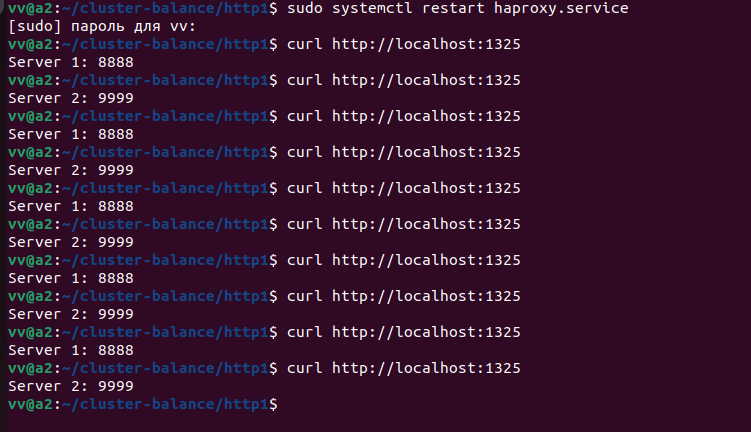 vv@a2:~/cluster-balance/http1$ sudo systemctl restart haproxy.service
[sudo] пароль для vv:
vv@a2:~/cluster-balance/http1$ curl http://localhost:1325
Server 1: 8888
vv@a2:~/cluster-balance/http1$ curl http://localhost:1325
Server 2: 9999
vv@a2:~/cluster-balance/http1$ curl http://localhost:1325
Server 1: 8888
vv@a2:~/cluster-balance/http1$ curl http://localhost:1325
Server 2: 9999
vv@a2:~/cluster-balance/http1$ curl http://localhost:1325
Server 1: 8888
vv@a2:~/cluster-balance/http1$ curl http://localhost:1325
Server 2: 9999
vv@a2:~/cluster-balance/http1$ curl http://localhost:1325
Server 1: 8888
vv@a2:~/cluster-balance/http1$ curl http://localhost:1325
Server 2: 9999
vv@a2:~/cluster-balance/http1$ curl http://localhost:1325
Server 1: 8888
vv@a2:~/cluster-balance/http1$ curl http://localhost:1325
Server 2: 9999
vv@a2:~/cluster-balance/http1$